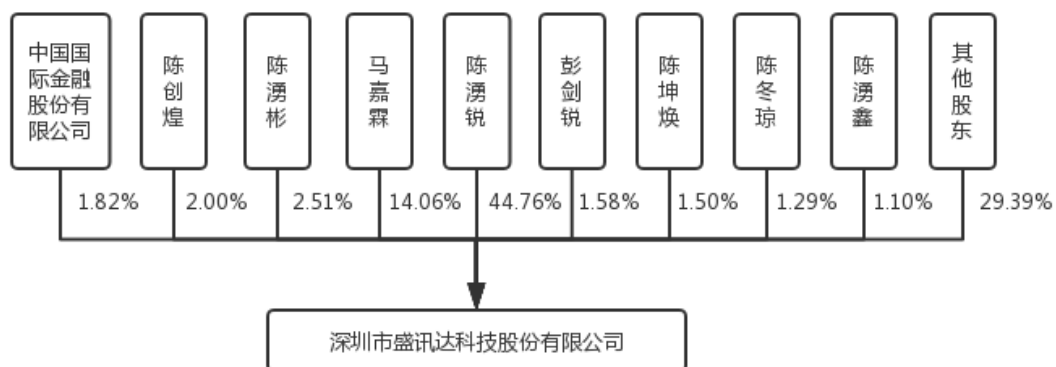 中国国
际金融
股份有
限公司
陈
创
煌
陈
湧
彬
马
嘉
霖
陈
湧
锐
彭
剑
锐
陈
坤
焕
陈
冬
琼
陈
湧
鑫
其
他
股
东
1.82%
2.00%
2.51%
14.06%
44.76%
1.58%
1.50%
1.29%
1.10%
29.39%
深圳市盛讯达科技股份有限公司